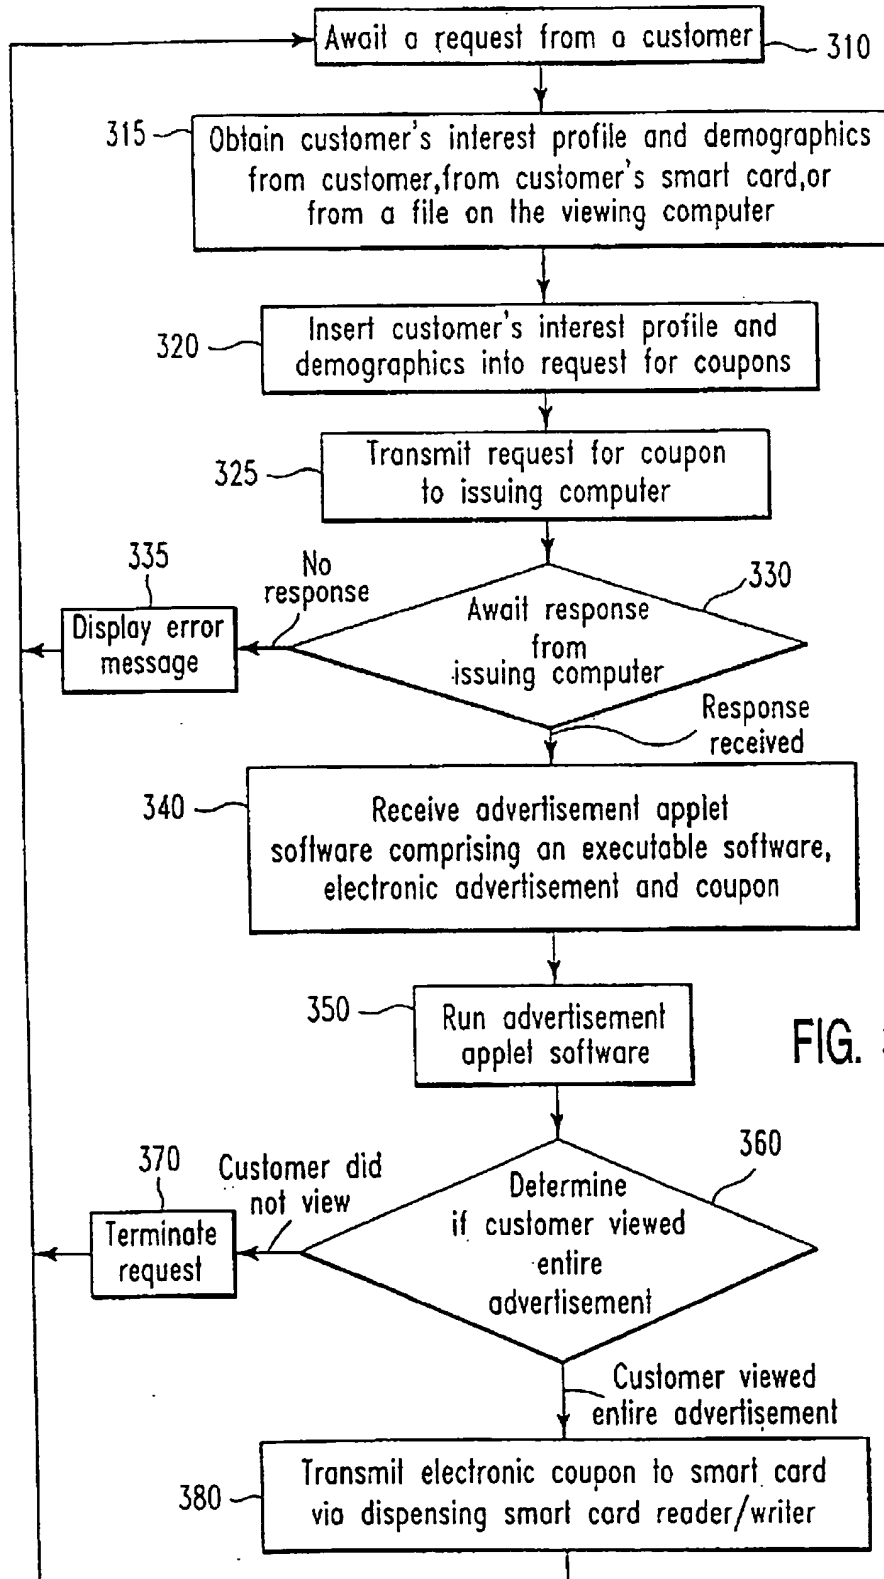 Await a request from a customer
310
315
Obtain customer's interest profile and demographics
from customer, from customer's smart card, or
from a file on the viewing computer
320
Insert customer's interest profile and
demographics into request for coupons
325
Transmit request for coupon
to issuing computer
335
No
response
330
Display error
message
Await response
from
issuing computer
Response
received
340
Receive advertisement applet
software comprising an executable software,
electronic advertisement and coupon
350
Run advertisement
applet software
FIG.
370
Customer did
not view
360
Terminate
request
Determine
if customer viewed
entire
advertisement
Customer viewed
entire advertisement
380
Transmit electronic coupon to smart card
via dispensing smart card reader/writer